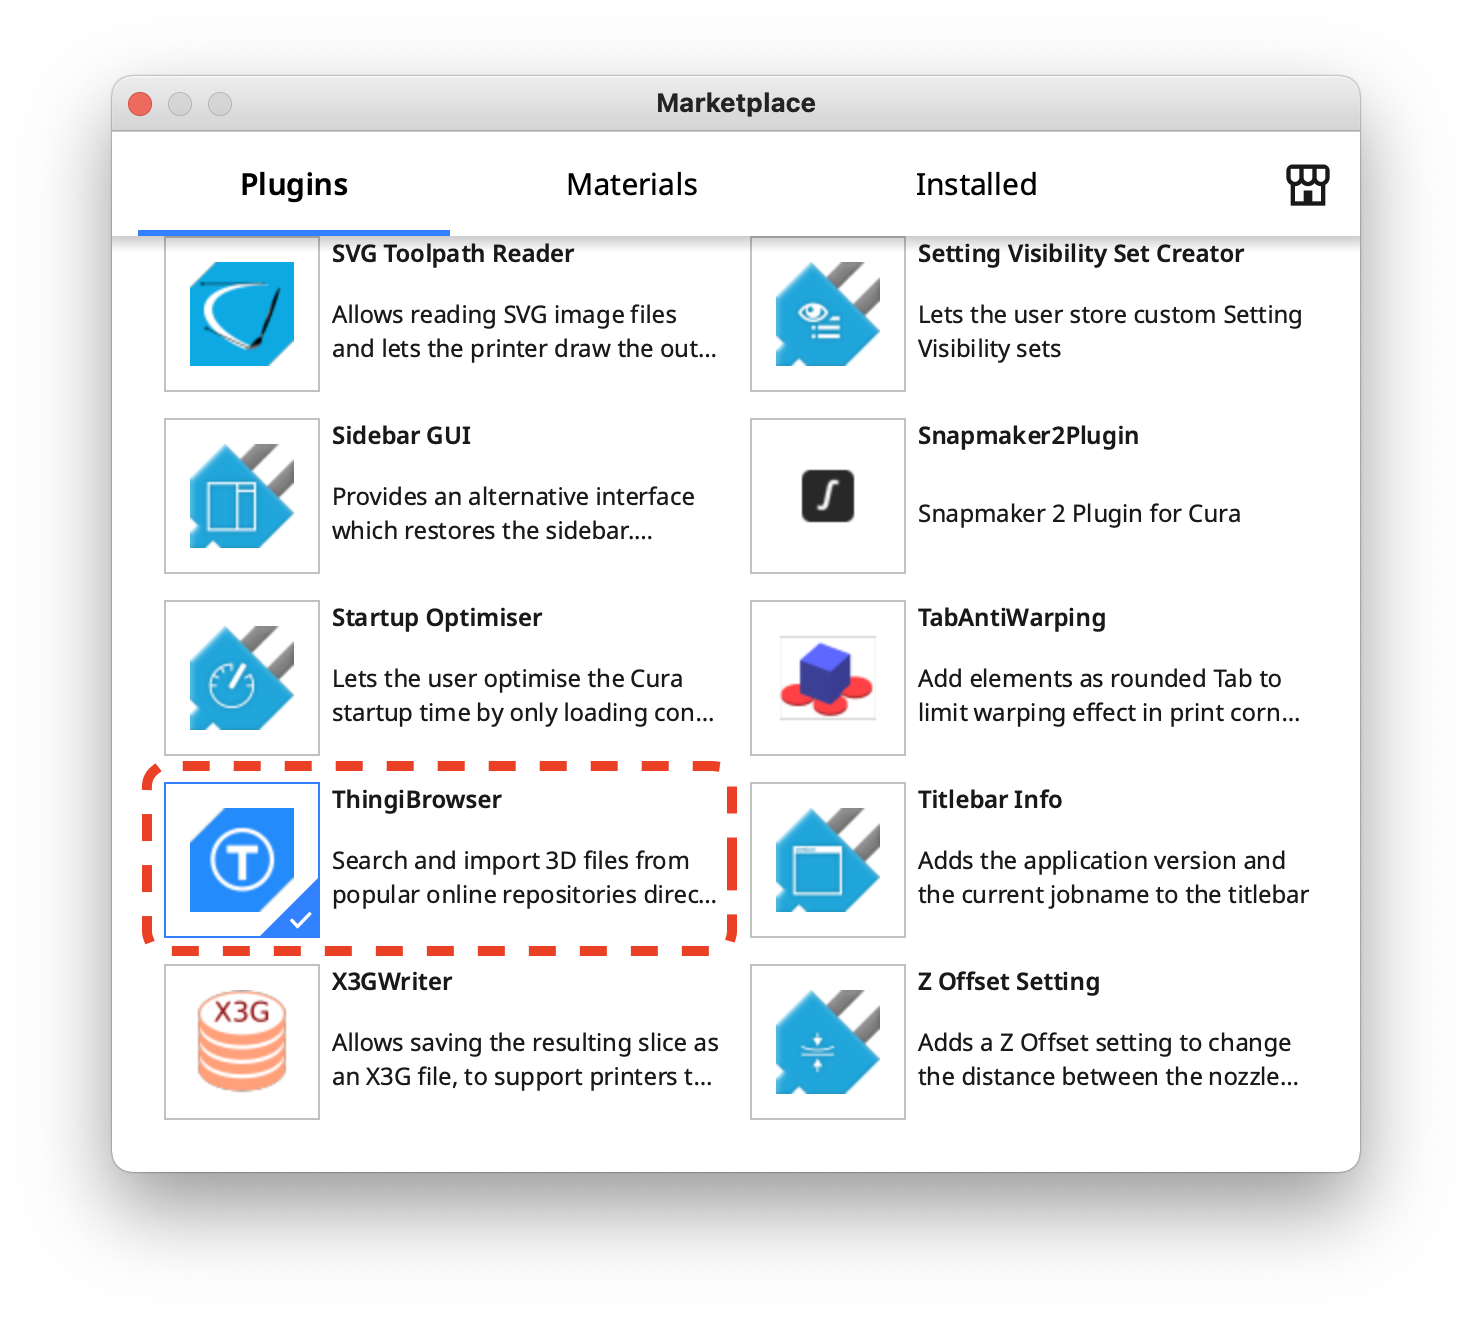 Marketplace
Plugins
Materials
Installed
SVG Toolpath Reader
Allows reading SVG image files
and lets the printer draw the out...
Setting Visibility Set Creator
Lets the user store custom Setting
Visibility sets
Sidebar GUI
Provides an alternative interface
which restores the sidebar....
Snapmaker2Plugin
Snapmaker 2 Plugin for Cura
Startup Optimiser
Lets the user optimise the Cura
startup time by only loading con...
TabAntiWarping
Add elements as rounded Tab to
limit warping effect in print corn...
T
ThingiBrowser
Search and import 3D files from
popular online repositories direc...
Titlebar Info
Adds the application version and
the current jobname to the titlebar
X3G
X3GWriter
Allows saving the resulting slice as
an X3G file, to support printers t...
Z Offset Setting
Adds a Z Offset setting to change
the distance between the nozzle...